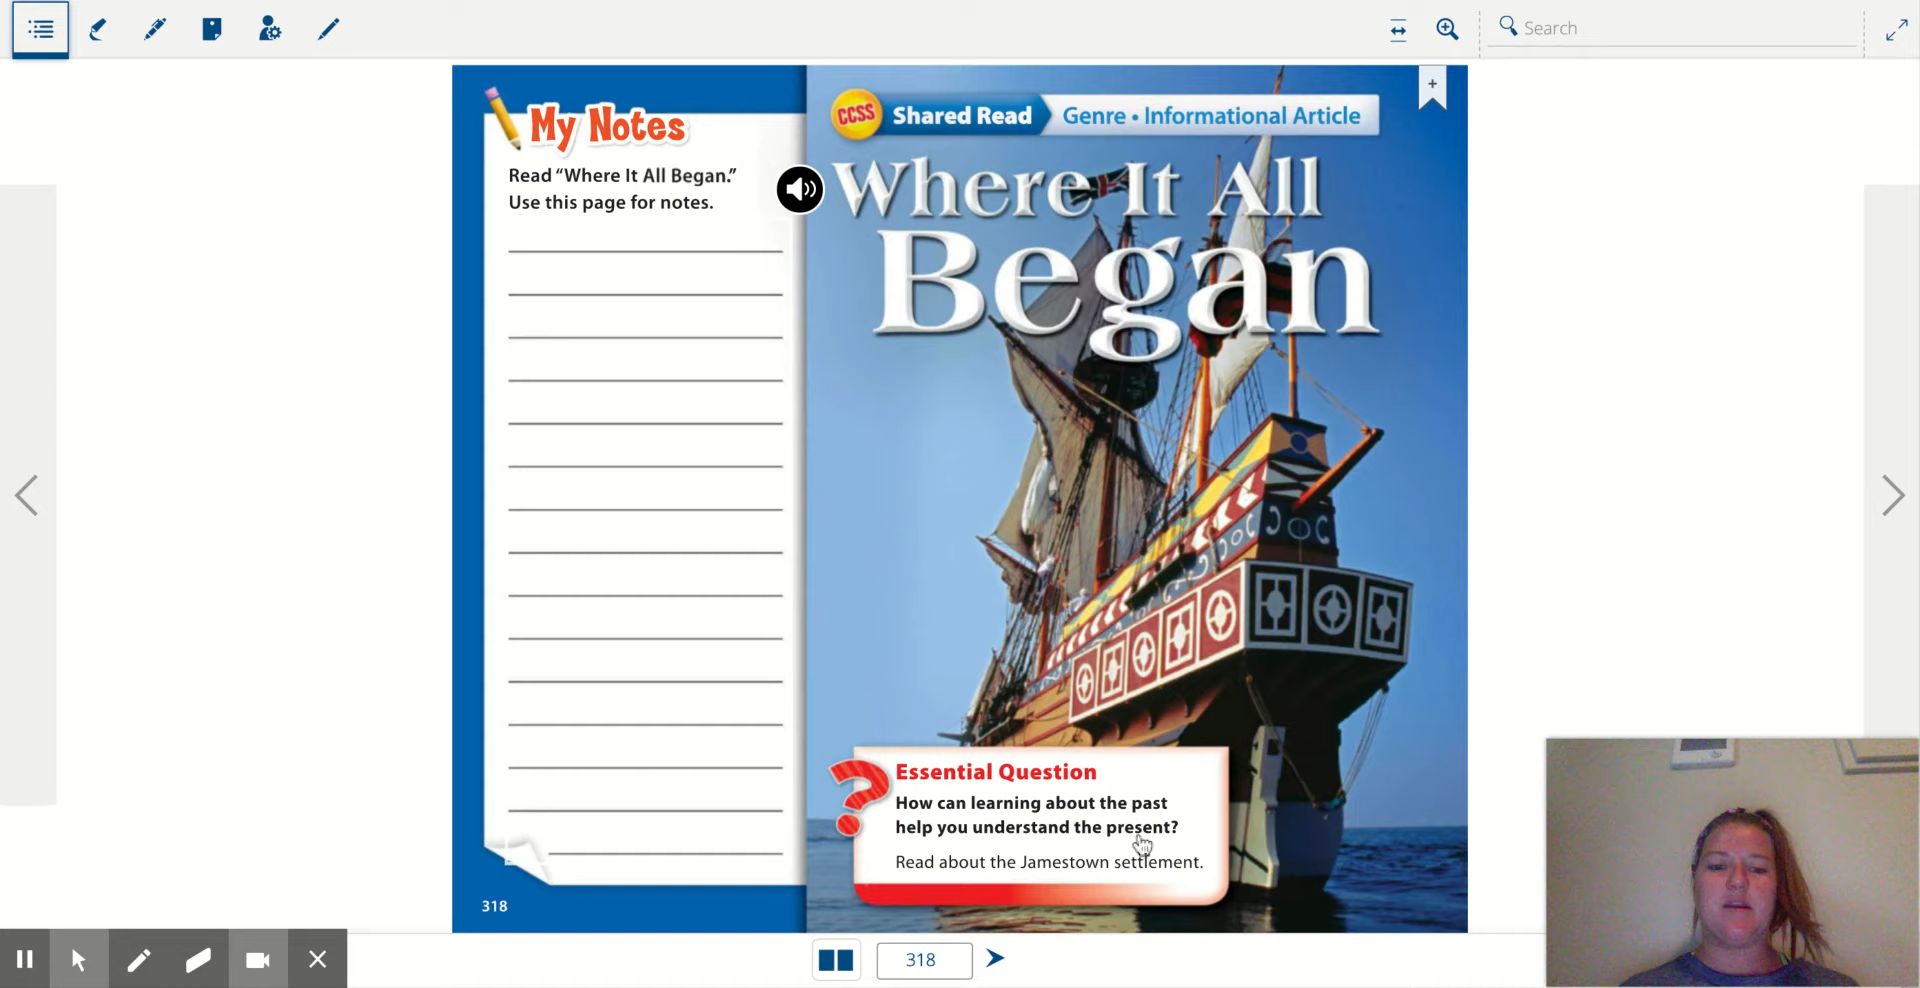 Search
My Notes
Read “Where It All Began.”
Use this page for notes.
318
CCSS Shared Read Genre • Informational Article
Where It All
Began
Essential Question
How can learning about the past
help you understand the present?
Read about the Jamestown settlement.
318